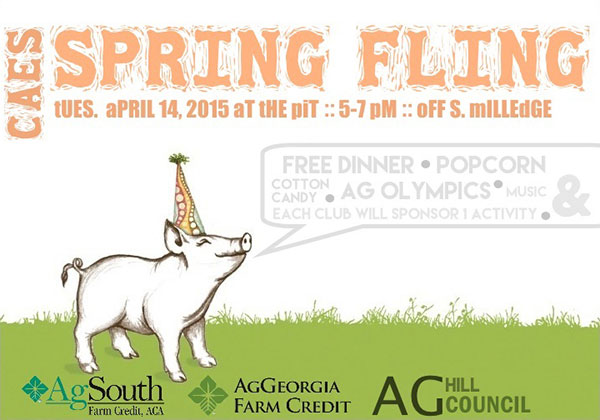 CAES
SPRING FLING
tUES. aPRIL 14, 2015 aT tHE piT :: 5-7 pM :: oFF S. mILLEdGE
FREE DINNER • POPCORN
COTTON CANDY • AG OLYMPICS • MUSIC
EACH CLUB WILL SPONSOR 1 ACTIVITY • &
AgSouth
Farm Credit, ACA
AGGEORGIA
FARM CREDIT
AG HILL
COUNCIL